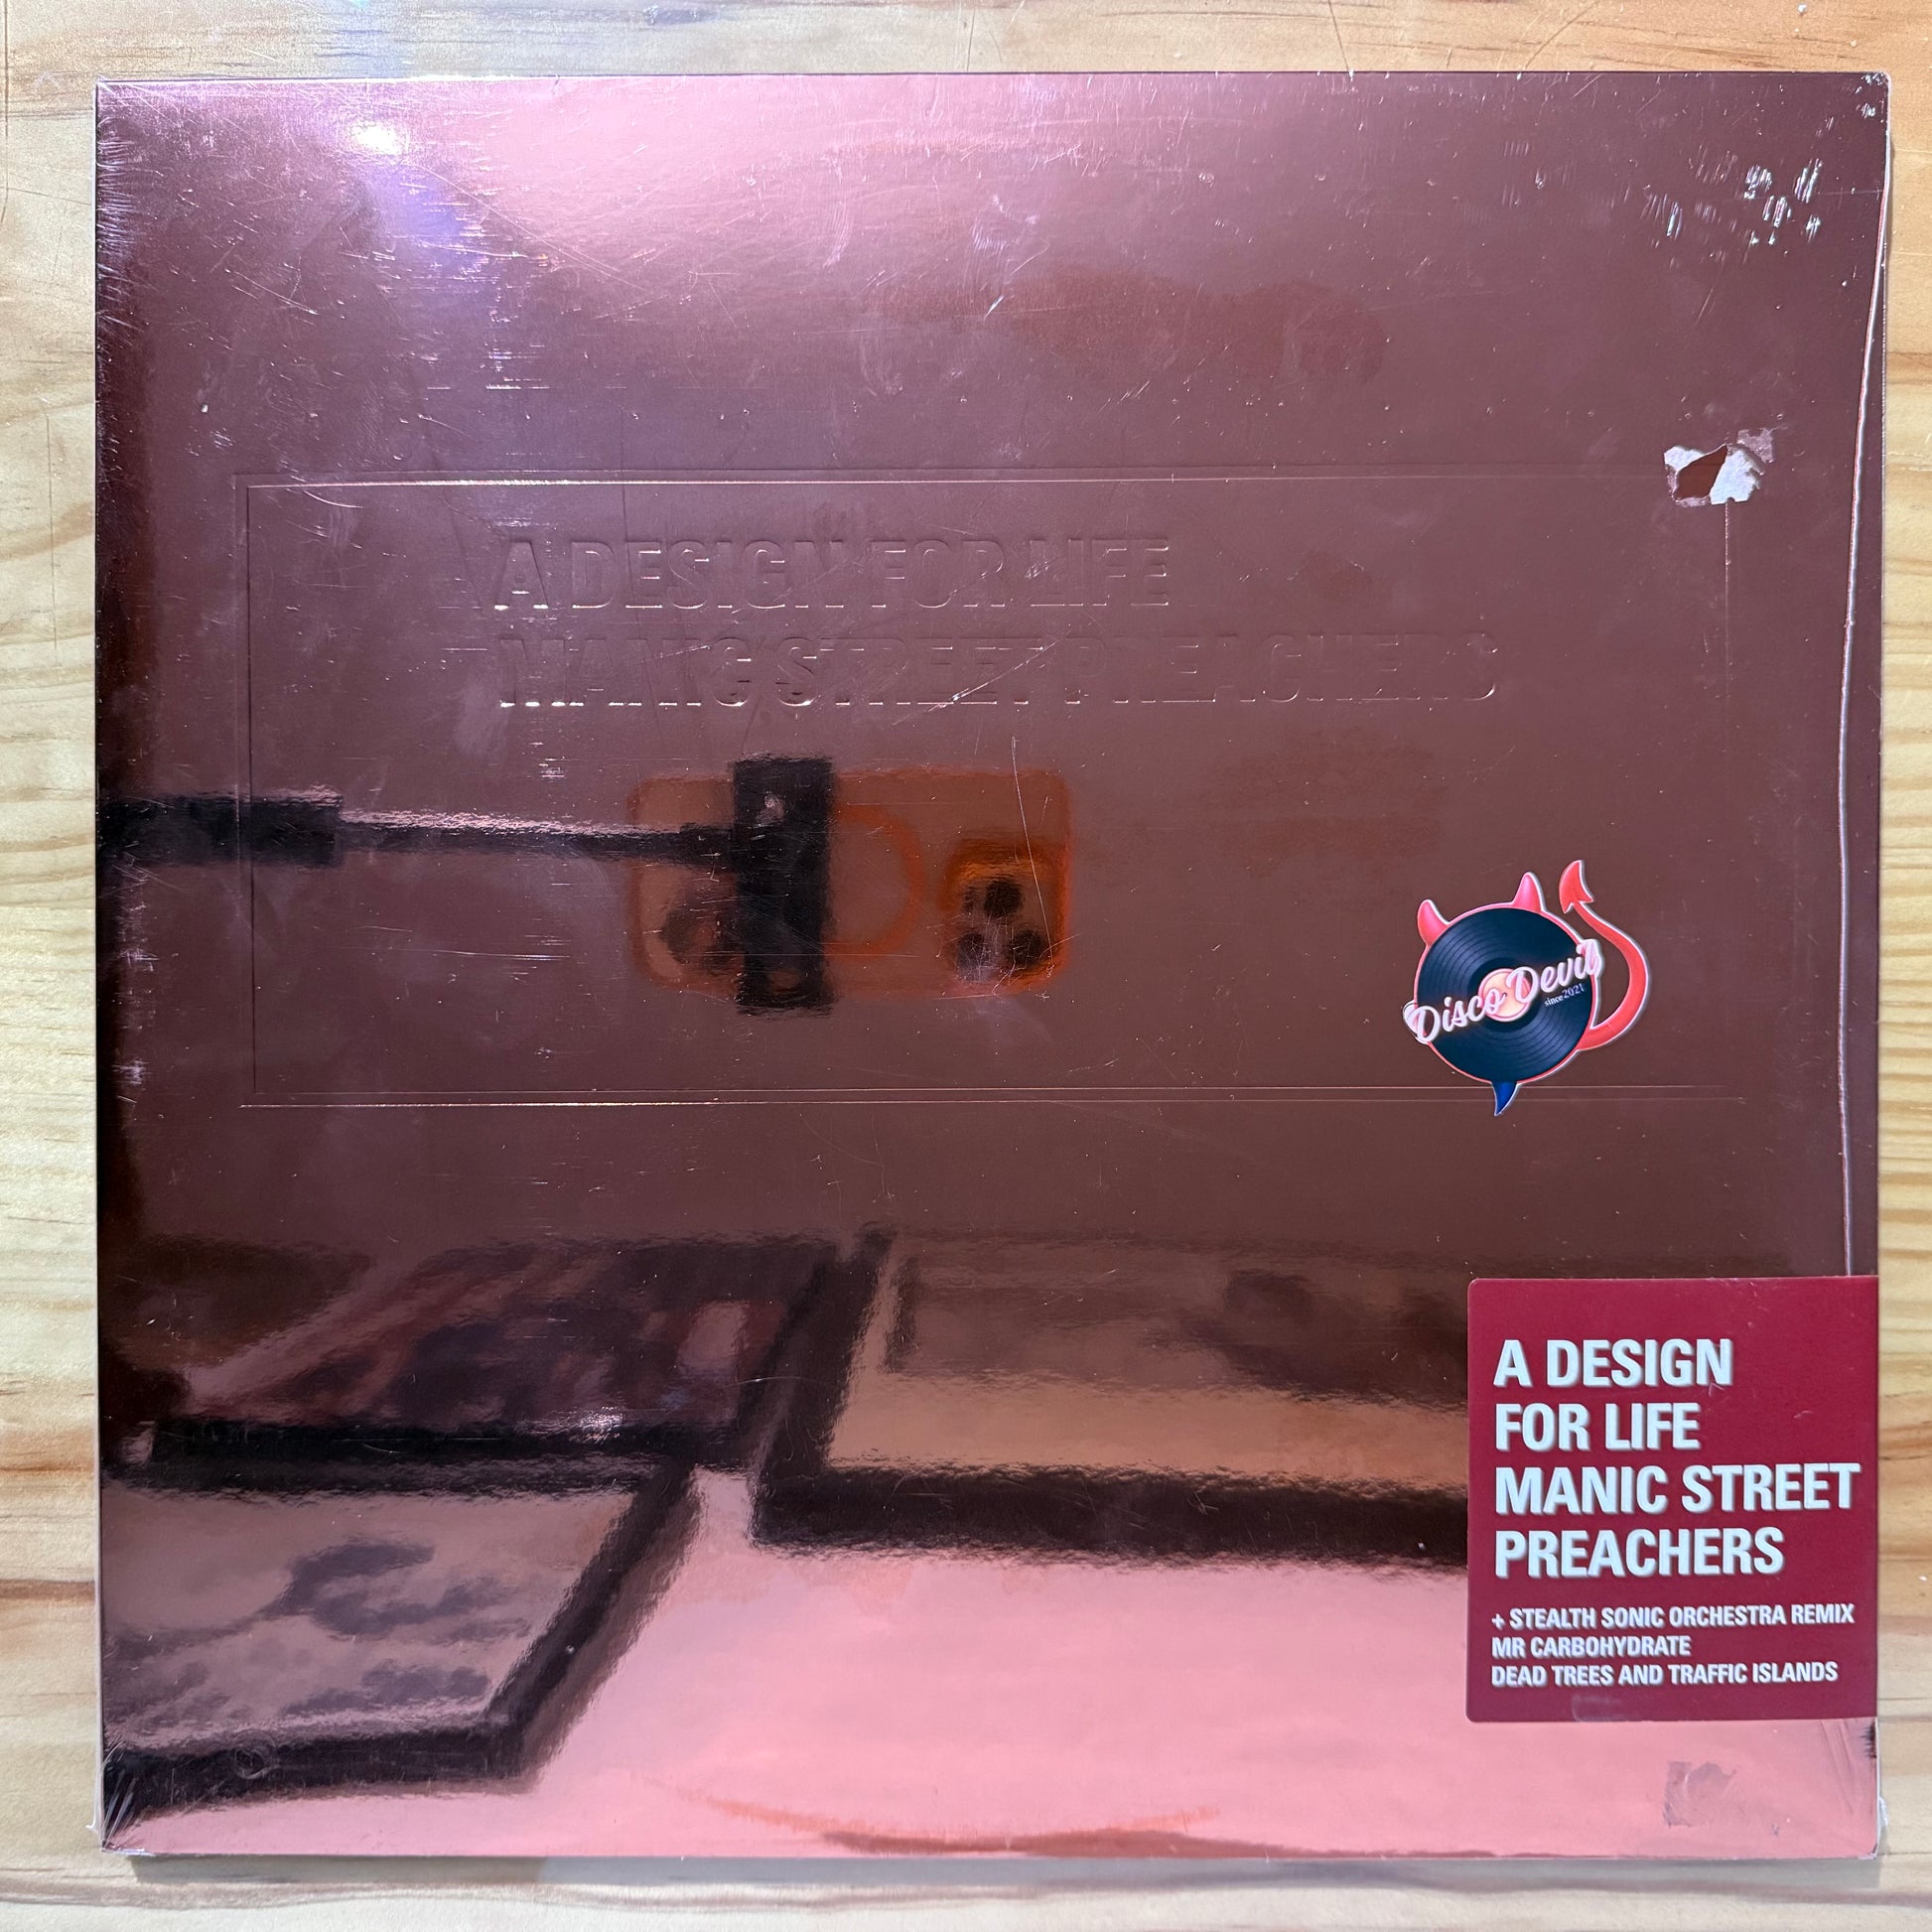 A DESIGN FOR LIFE
MANIC STREET PREACHERS
Disco Devil
since 2021
A DESIGN
FOR LIFE
MANIC STREET
PREACHERS
+ STEALTH SONIC ORCHESTRA REMIX
MR CARBOHYDRATE
DEAD TREES AND TRAFFIC ISLANDS